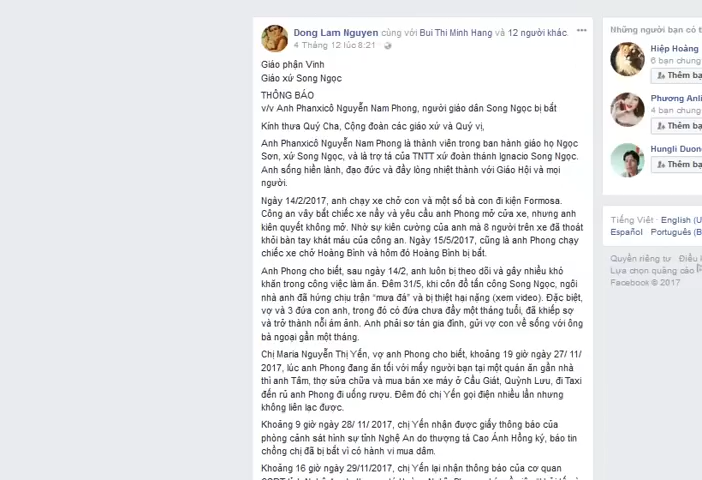 Dong Lam Nguyen cùng với Bui Thi Minh Hang và 12 người khác.
4 Tháng 12 lúc 8:21
Giáo phận Vinh
Giáo xứ Song Ngọc
THÔNG BÁO
v/v Anh Phanxicô Nguyễn Nam Phong, người giáo dân Song Ngọc bị bắt
Kính thưa Quý Cha, Cộng đoàn các giáo xứ và Quý vị,
Anh Phanxicô Nguyễn Nam Phong là thành viên trong ban hành giáo họ Ngọc
Sơn, xứ Song Ngọc, và là trợ tá của TNTT xứ đoàn thánh Ignacio Song Ngọc.
Anh sống hiền lành, đạo đức và đầy lòng nhiệt thành với Giáo Hội và mọi
người.
Ngày 14/2/2017, anh chạy xe chở con và một số bà con đi kiện Formosa.
Công an vây bắt chiếc xe nầy và yêu cầu anh Phong mở cửa xe, nhưng anh
kiên quyết không mở. Nhờ sự kiên cường của anh mà 8 người trên xe đã thoát
khỏi bàn tay khát máu của công an. Ngày 15/5/2017, cũng là anh Phong chạy
chiếc xe chở Hoàng Bình và hôm đó Hoàng Bình bị bắt.
Anh Phong cho biết, sau ngày 14/2, anh luôn bị theo dõi và gây nhiều khó
khăn trong công việc làm ăn. Đêm 31/5, khi côn đồ tấn công Song Ngọc, ngôi
nhà anh đã hứng chịu trận “mưa đá” và bị thiệt hại nặng (xem video). Đặc biệt,
vợ và 3 đứa con anh, trong đó có đứa chưa đầy một tháng tuổi, đã khiếp sợ
và trở thành nỗi ám ảnh. Anh phải sơ tán gia đình, gửi vợ con về sống với ông
bà ngoại gần một tháng.
Chị Maria Nguyễn Thị Yến, vợ anh Phong cho biết, khoảng 19 giờ ngày 27/ 11/
2017, lúc anh Phong đang ăn tối với mấy người bạn tại một quán ăn gần nhà
thì anh Tâm, thợ sửa chữa và mua bán xe máy ở Cầu Giát, Quỳnh Lưu, đi Taxi
đến rủ anh Phong đi uống rượu. Đêm đó chị Yến gọi điện nhiều lần nhưng
không liên lạc được.
Khoảng 9 giờ ngày 28/ 11/ 2017, chị Yến nhận được giấy thông báo của
phòng cảnh sát hình sự tỉnh Nghệ An do thượng tá Cao Ánh Hồng ký, báo tin
chồng chị đã bị bắt vì có hành vi mua dâm.
Khoảng 16 giờ ngày 29/11/2017, chị Yến lại nhận thông báo của cơ quan
Những người bạn có t
Hiệp Hoàng
6 bạn chung
Thêm bạ
Phương Anli
4 bạn chung
Thêm bạ
Hungli Duon
Thêm bạ
Tiếng Việt · English (U
Español · Português (B
Quyền riêng tư · Điều l
Lựa chọn quảng cáo
Facebook © 2017